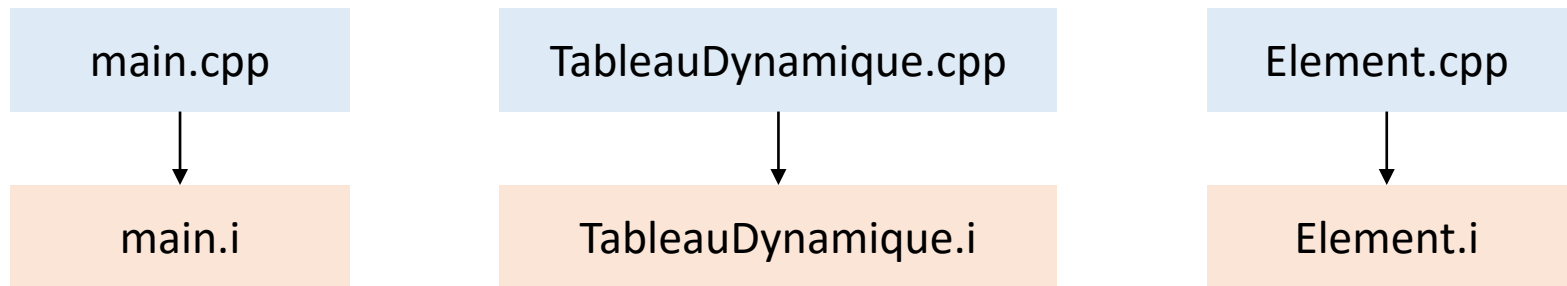 main.cpp
TableauDynamique.cpp
Element.cpp
main.i
TableauDynamique.i
Element.i